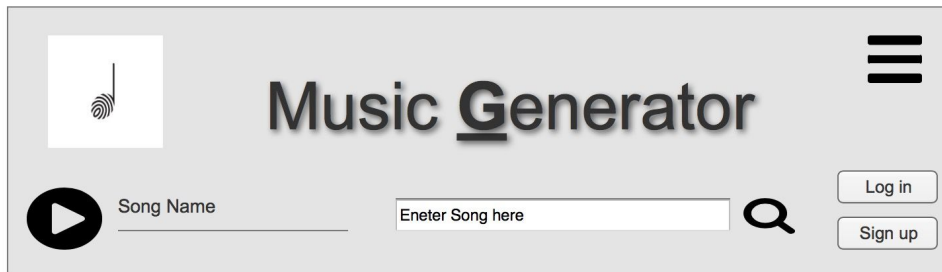 Music Generator
Log in
Song Name
Eneter Song here
Sign up